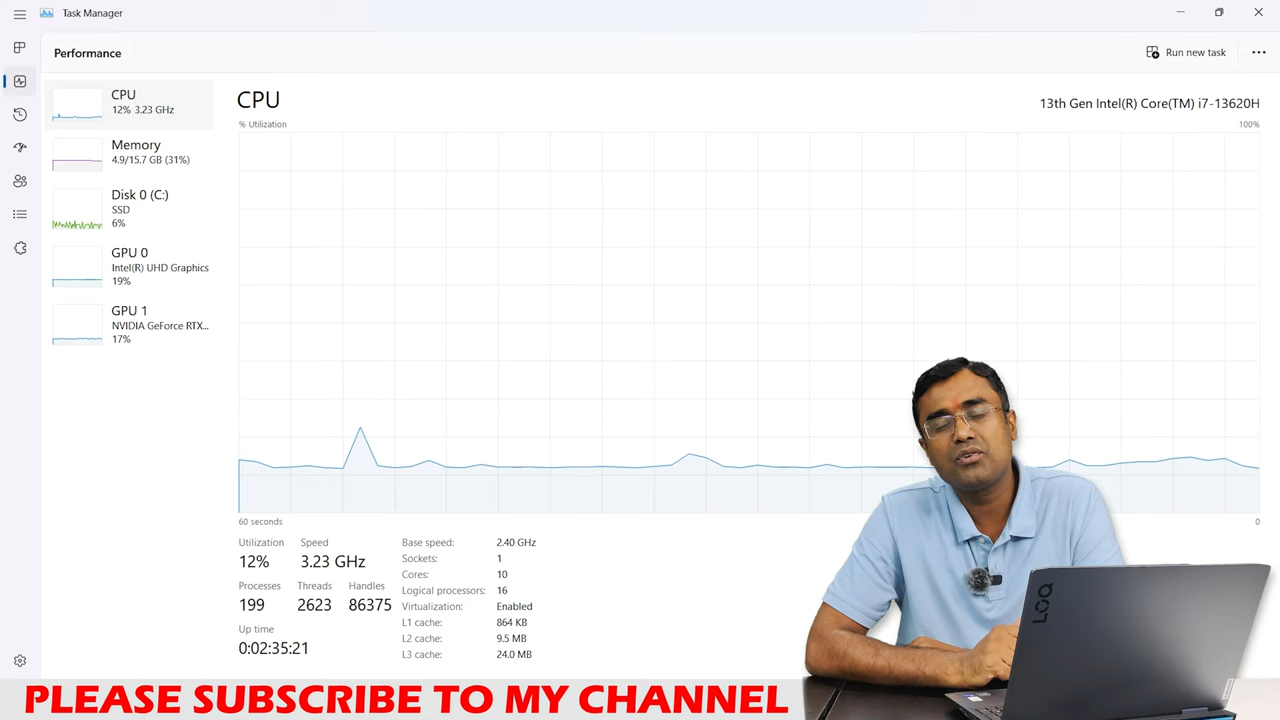 Task Manager
Performance
Run new task
CPU
12% 3.23 GHz
Memory
4.9/15.7 GB (31%)
Disk 0 (C:)
SSD
6%
GPU 0
Intel(R) UHD Graphics
19%
GPU 1
NVIDIA GeForce RTX...
17%
CPU
13th Gen Intel(R) Core(TM) i7-13620H
% Utilization
100%
60 seconds
0
Utilization
12%
Speed
3.23 GHz
Processes
199
Threads
2623
Handles
86375
Up time
0:02:35:21
Base speed: 2.40 GHz
Sockets: 1
Cores: 10
Logical processors: 16
Virtualization: Enabled
L1 cache: 864 KB
L2 cache: 9.5 MB
L3 cache: 24.0 MB
LOQ
Lenovo
PLEASE SUBSCRIBE TO MY CHANNEL